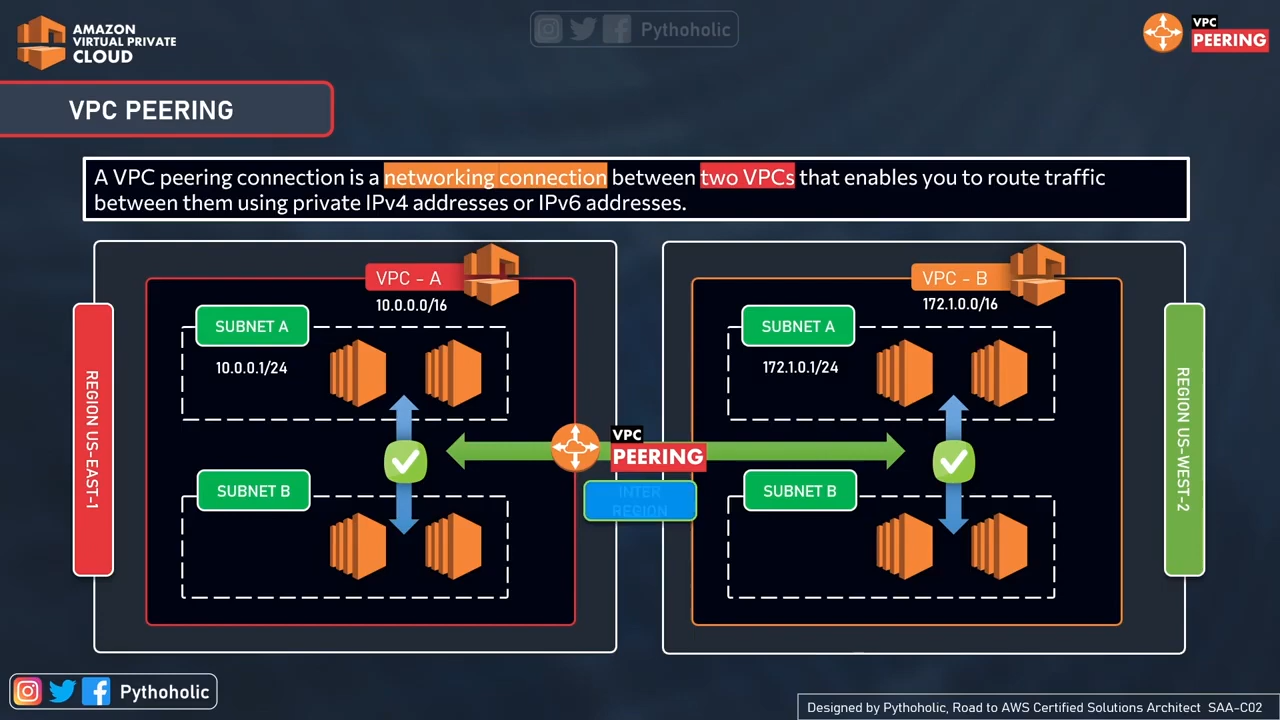 AMAZON
VIRTUAL PRIVATE
CLOUD
Pythoholic
VPC
PEERING
VPC PEERING
A VPC peering connection is a networking connection between two VPCs that enables you to route traffic
between them using private IPv4 addresses or IPv6 addresses.
VPC - A
10.0.0.0/16
SUBNET A
10.0.0.1/24
SUBNET B
REGION US-EAST-1
VPC
PEERING
INTER
REGION
VPC - B
172.1.0.0/16
SUBNET A
172.1.0.1/24
SUBNET B
REGION US-WEST-2
Pythoholic
Designed by Pythoholic, Road to AWS Certified Solutions Architect SAA-C02